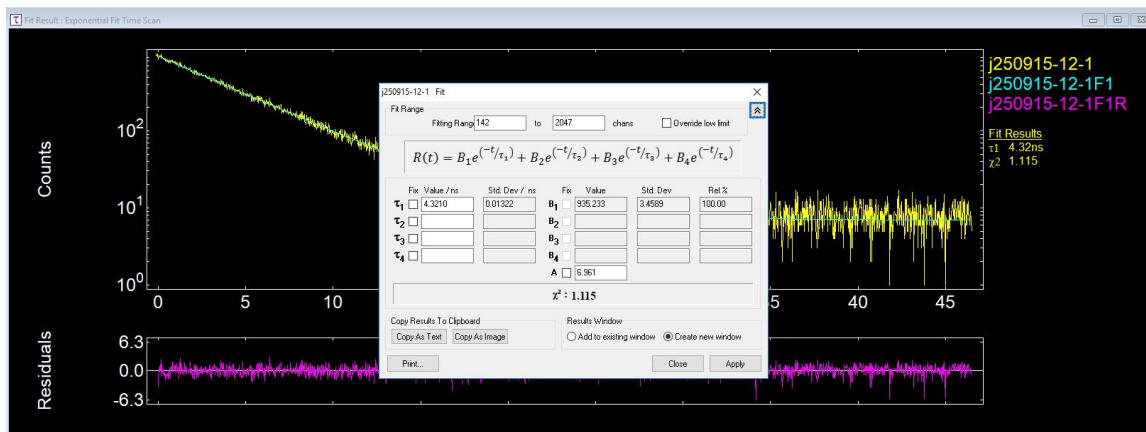 Fit Result : Exponential Fit Time Scan
j250915-12-1 Fit
Fit Range
Fitting Rang 142 to 2047 chans Override low limit
R(t) = B₁e^(-t/τ₁) + B₂e^(-t/τ₂) + B₃e^(-t/τ₃) + B₄e^(-t/τ₄)
Fix Value / ns Std. Dev / ns Fix Value Std. Dev Rel %
τ₁ 4.3210 0.01322 B₁ 935.233 3.4589 100.00
τ₂ B₂
τ₃ B₃
τ₄ B₄
A 6.961
χ² : 1.115
Copy Results To Clipboard
Copy As Text Copy As Image
Results Window
Add to existing window Create new window
Print... Close Apply
Counts
10²
10¹
10⁰
0 5 10 35 40 45
Residuals
6.3
0.0
-6.3
j250915-12-1
j250915-12-1F1
j250915-12-1F1R
Fit Results
τ1 4.32ns
χ2 1.115